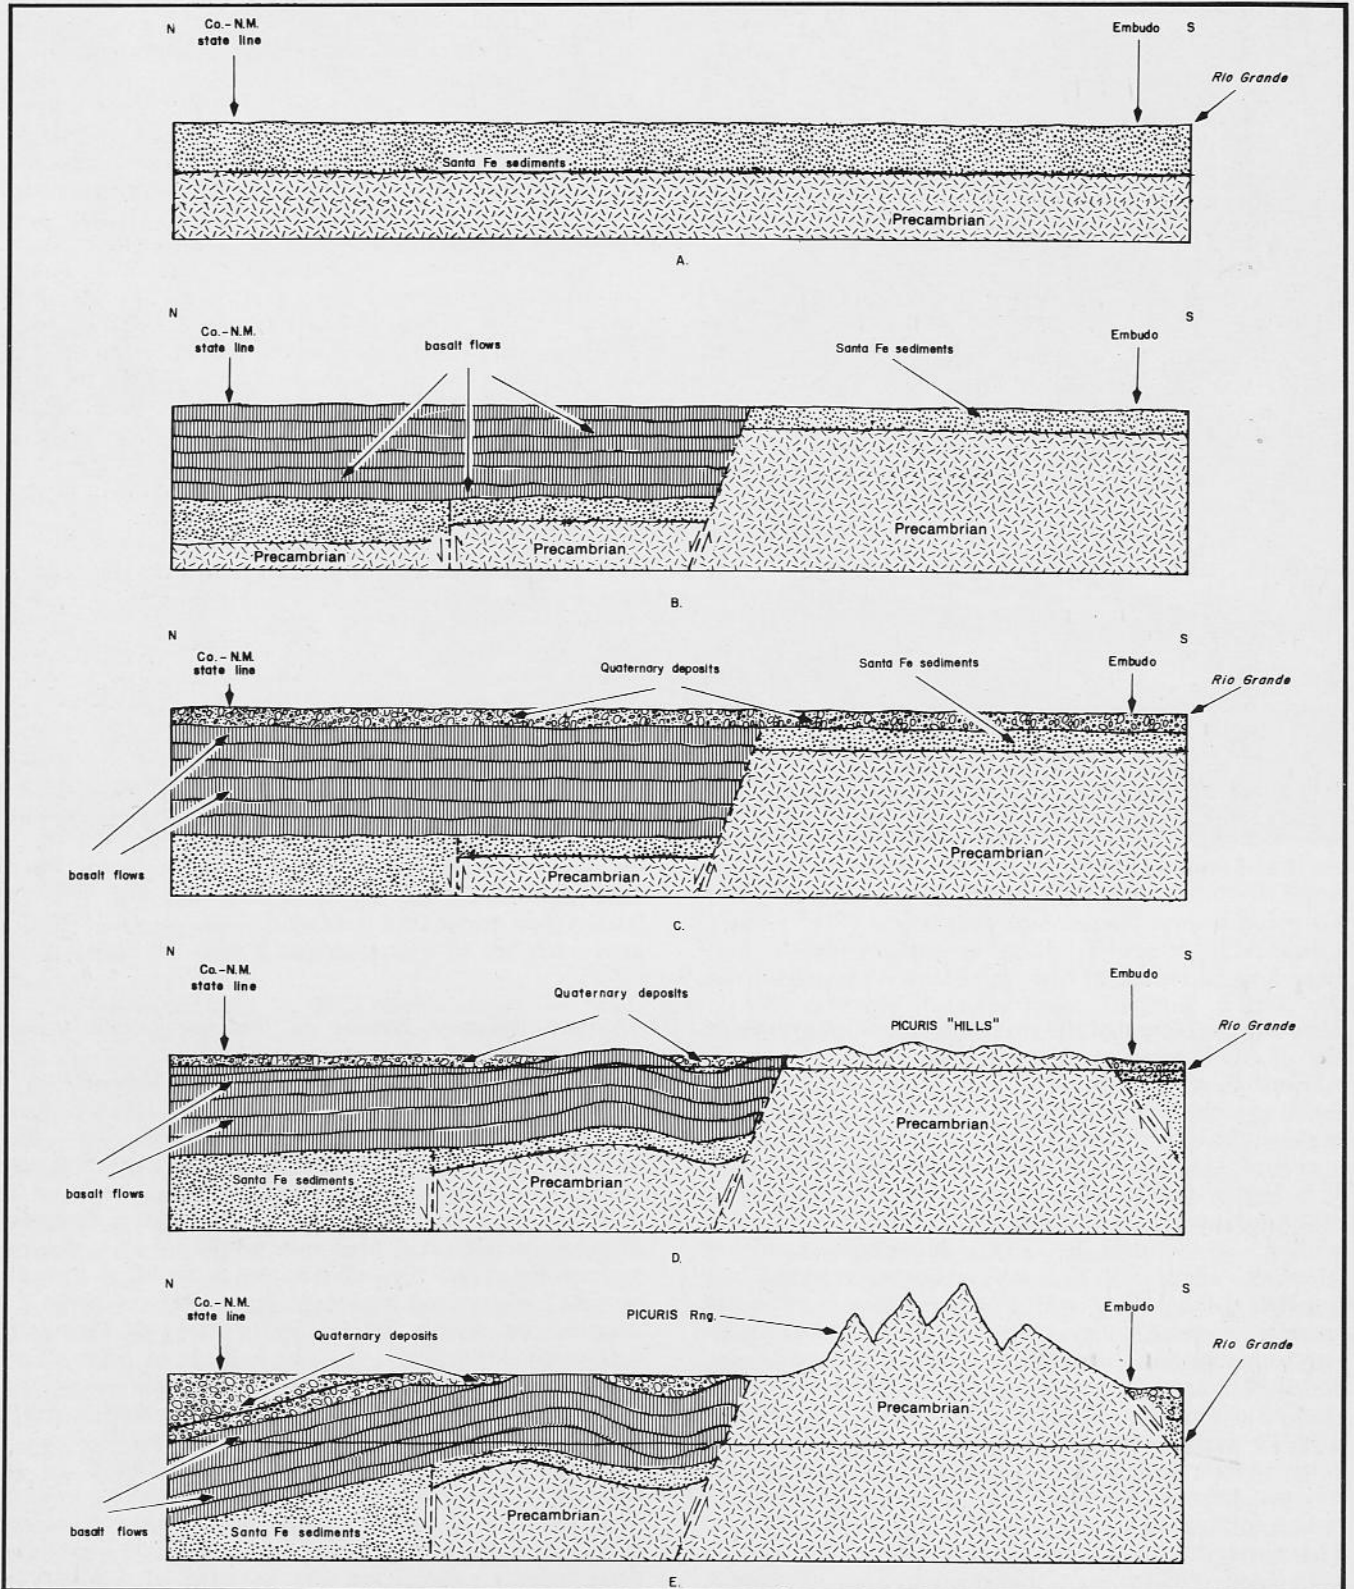 N
Co.-N.M.
state line
Embudo
S
Rio Grande
Santa Fe sediments
Precambrian
A.
N
Co.-N.M.
state line
basalt flows
Santa Fe sediments
Embudo
S
Precambrian
Precambrian
Precambrian
B.
N
Co.-N.M.
state line
Quaternary deposits
Santa Fe sediments
Embudo
S
Rio Grande
basalt flows
Precambrian
Precambrian
C.
N
Co.-N.M.
state line
Quaternary deposits
PICURIS "HILLS"
Embudo
S
Rio Grande
basalt flows
Santa Fe sediments
Precambrian
Precambrian
D.
N
Co.-N.M.
state line
Quaternary deposits
PICURIS Rng.
Embudo
S
Rio Grande
basalt flows
Santa Fe sediments
Precambrian
Precambrian
E.